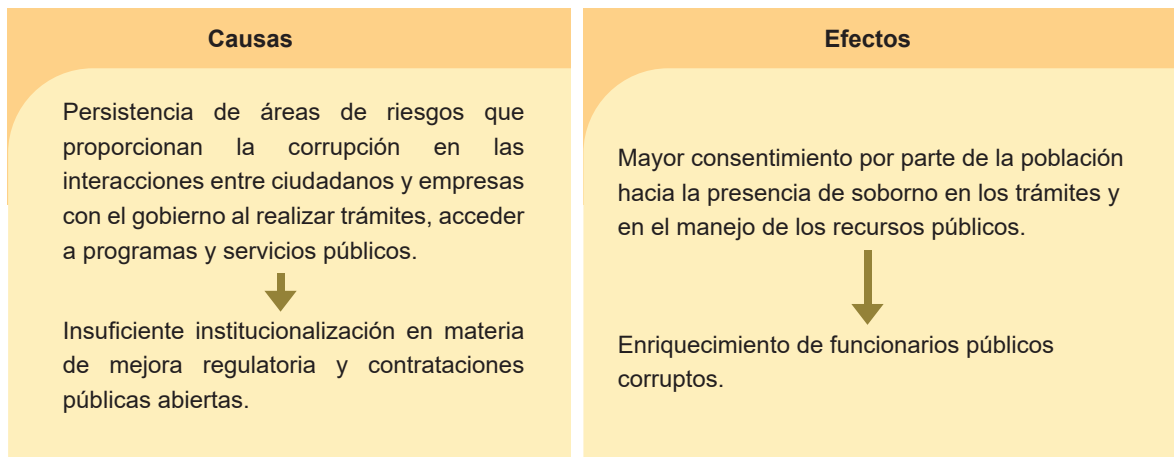 Causas
Persistencia de áreas de riesgos que
proporcionan la corrupción en las
interacciones entre ciudadanos y empresas
con el gobierno al realizar trámites, acceder
a programas y servicios públicos.
Insuficiente institucionalización en materia
de mejora regulatoria y contrataciones
públicas abiertas.
Efectos
Mayor consentimiento por parte de la población
hacia la presencia de soborno en los trámites y
en el manejo de los recursos públicos.
Enriquecimiento de funcionarios públicos
corruptos.